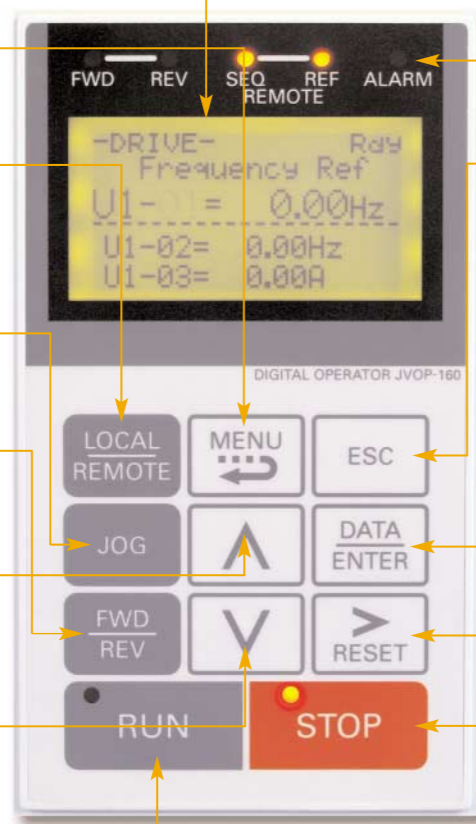 FWD REV SEQ REF ALARM
REMOTE
-DRIVE- Rdy
Frequency Ref
U1-01= 0.00Hz
U1-02= 0.00Hz
U1-03= 0.00A
DIGITAL OPERATOR JVOP-160
LOCAL
REMOTE
MENU
ESC
JOG
DATA
ENTER
FWD
REV
>
RESET
RUN
STOP